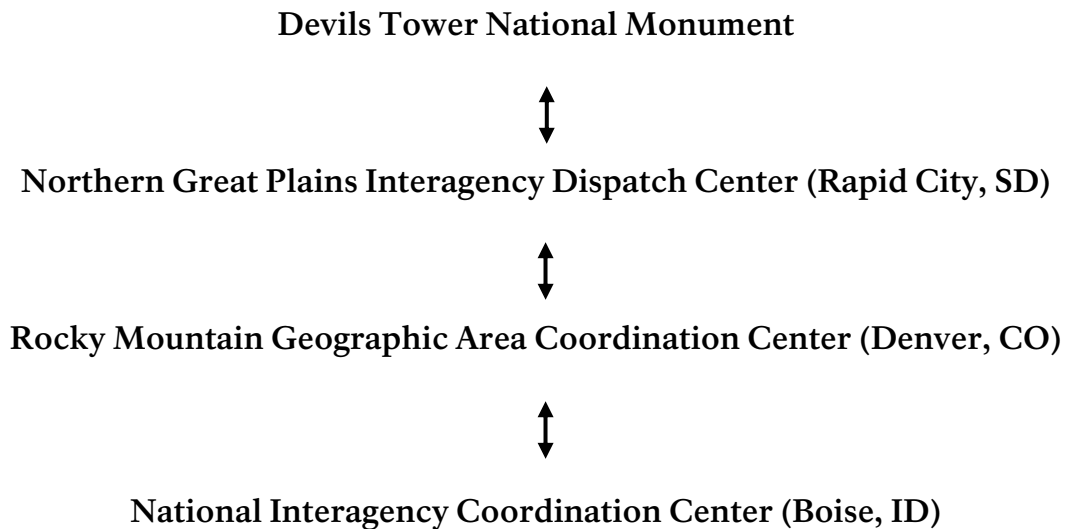 Devils Tower National Monument
Northern Great Plains Interagency Dispatch Center (Rapid City, SD)
Rocky Mountain Geographic Area Coordination Center (Denver, CO)
National Interagency Coordination Center (Boise, ID)